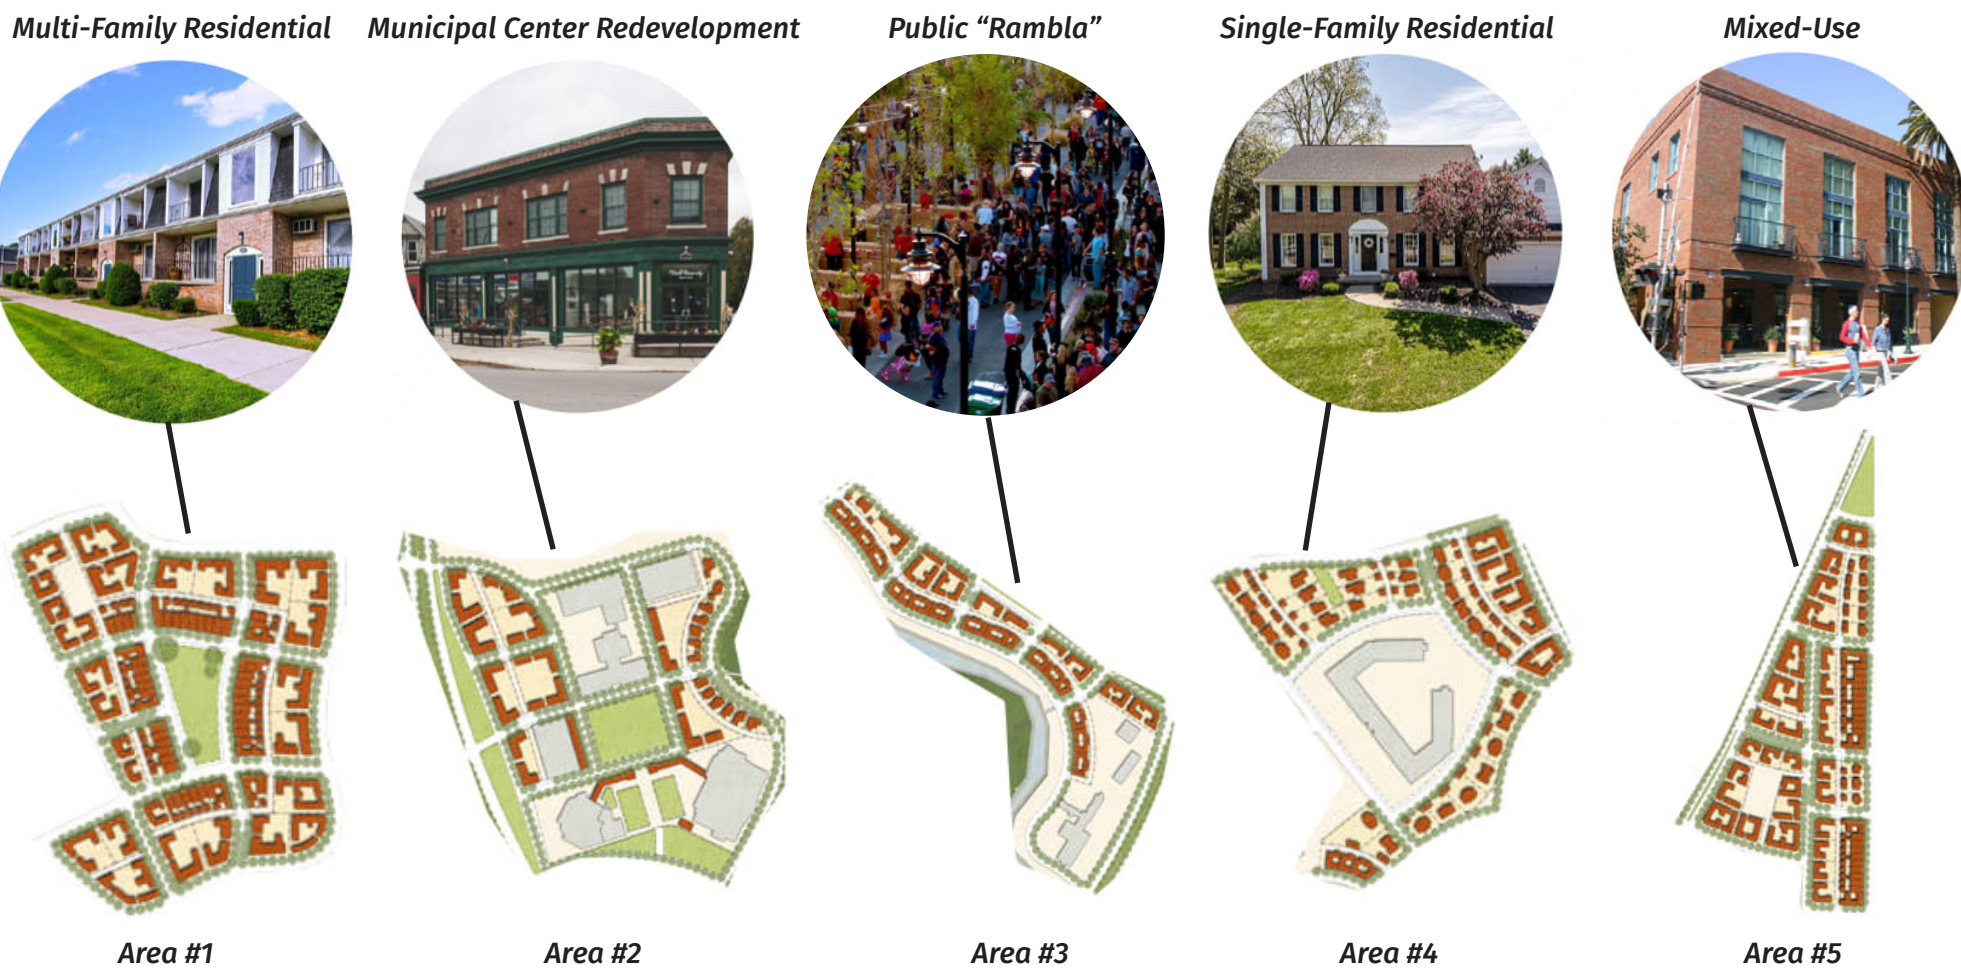 Multi-Family Residential
Municipal Center Redevelopment
Public “Rambla”
Single-Family Residential
Mixed-Use
Area #1
Area #2
Area #3
Area #4
Area #5